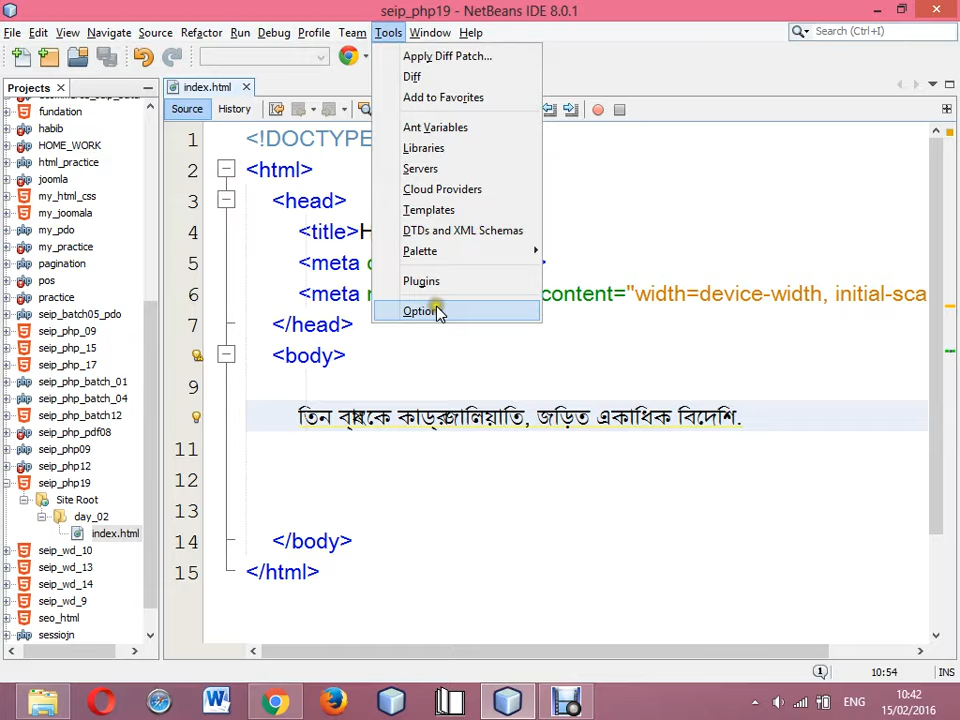 seip_php19 - NetBeans IDE 8.0.1
File Edit View Navigate Source Refactor Run Debug Profile Team Tools Window Help
Search (Ctrl+I)
Apply Diff Patch...
Diff
Add to Favorites
Ant Variables
Libraries
Servers
Cloud Providers
Templates
DTDs and XML Schemas
Palette
Plugins
Projects
fundation
habib
HOME_WORK
html_practice
joomla
my_html_css
my_joomala
my_pdo
my_practice
pagination
pos
practice
seip_batch05_pdo
seip_php_09
seip_php_15
seip_php_17
seip_php_batch_01
seip_php_batch_04
seip_php_batch12
seip_php_pdf08
seip_php09
seip_php12
seip_php19
Site Root
day_02
index.html
seip_wd_10
seip_wd_13
seip_wd_14
seip_wd_9
seo_html
sessiojn
index.html
Source History
1 <!DOCTYPE
2 <html>
3 <head>
4 <title>H
5 <meta
6 <meta content="width=device-width, initial-sca
7 </head>
8 <body>
9
তিন কাড জালিয়াতি, জড়িত একাধিক বিদেশি.
11
12
13
14 </body>
15 </html>
10:54 INS
ENG
10:42
15/02/2016